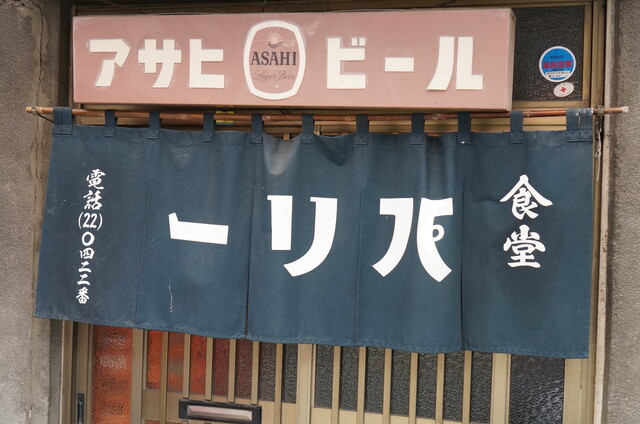 アサヒ
ASAHI
Lager Beer
ビール
食堂
パリー
電話(22)〇四二二番